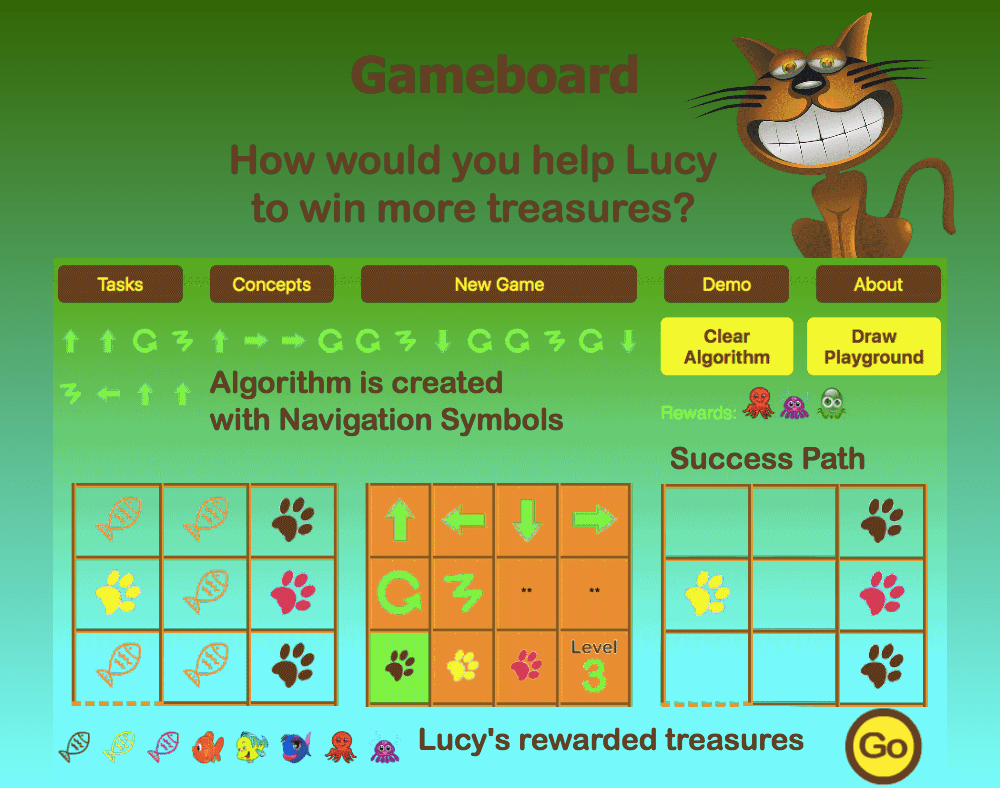 Gameboard
How would you help Lucy
to win more treasures?
Tasks
Concepts
New Game
Demo
About
Clear
Algorithm
Draw
Playground
Algorithm is created
with Navigation Symbols
Rewards:
Success Path
**
**
Level
3
Lucy's rewarded treasures
Go